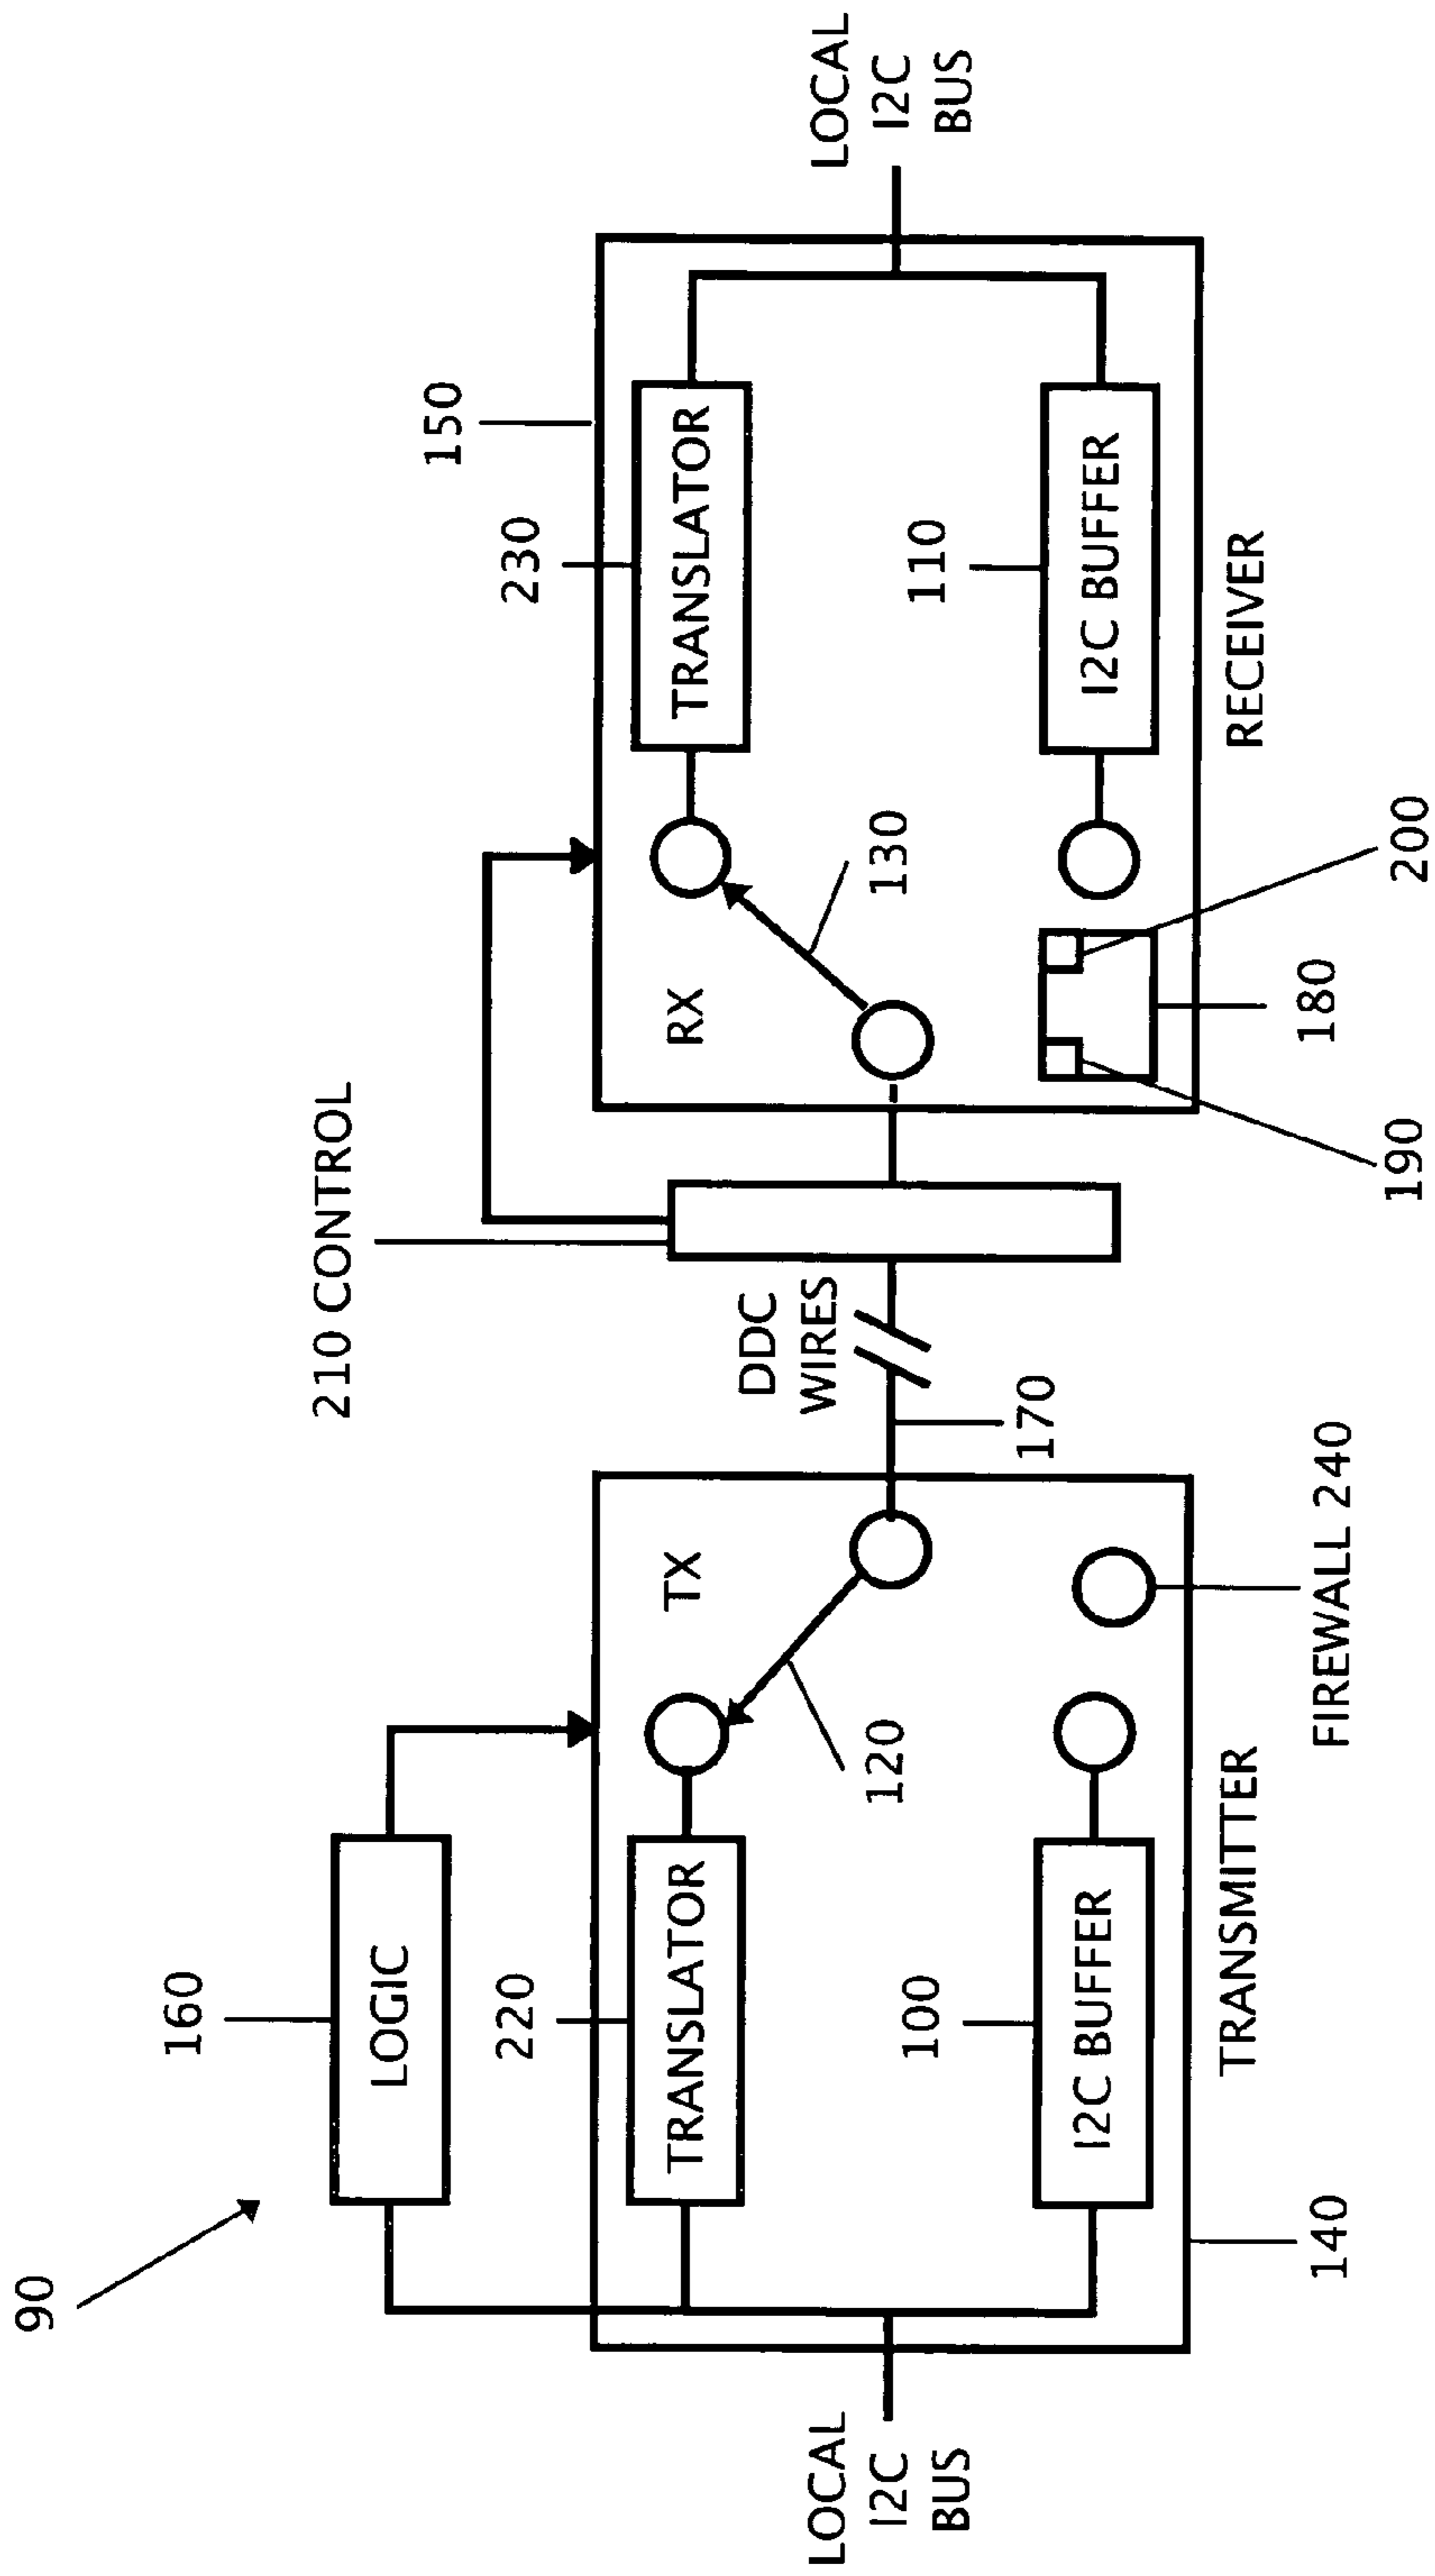 90
160
LOGIC
210 CONTROL
150
220
TRANSLATOR
TX
DDC
WIRES
RX
230
TRANSLATOR
LOCAL
I2C
BUS
120
170
130
LOCAL
I2C
BUS
100
I2C BUFFER
110
I2C BUFFER
140
TRANSMITTER
FIREWALL 240
190
180
200
RECEIVER